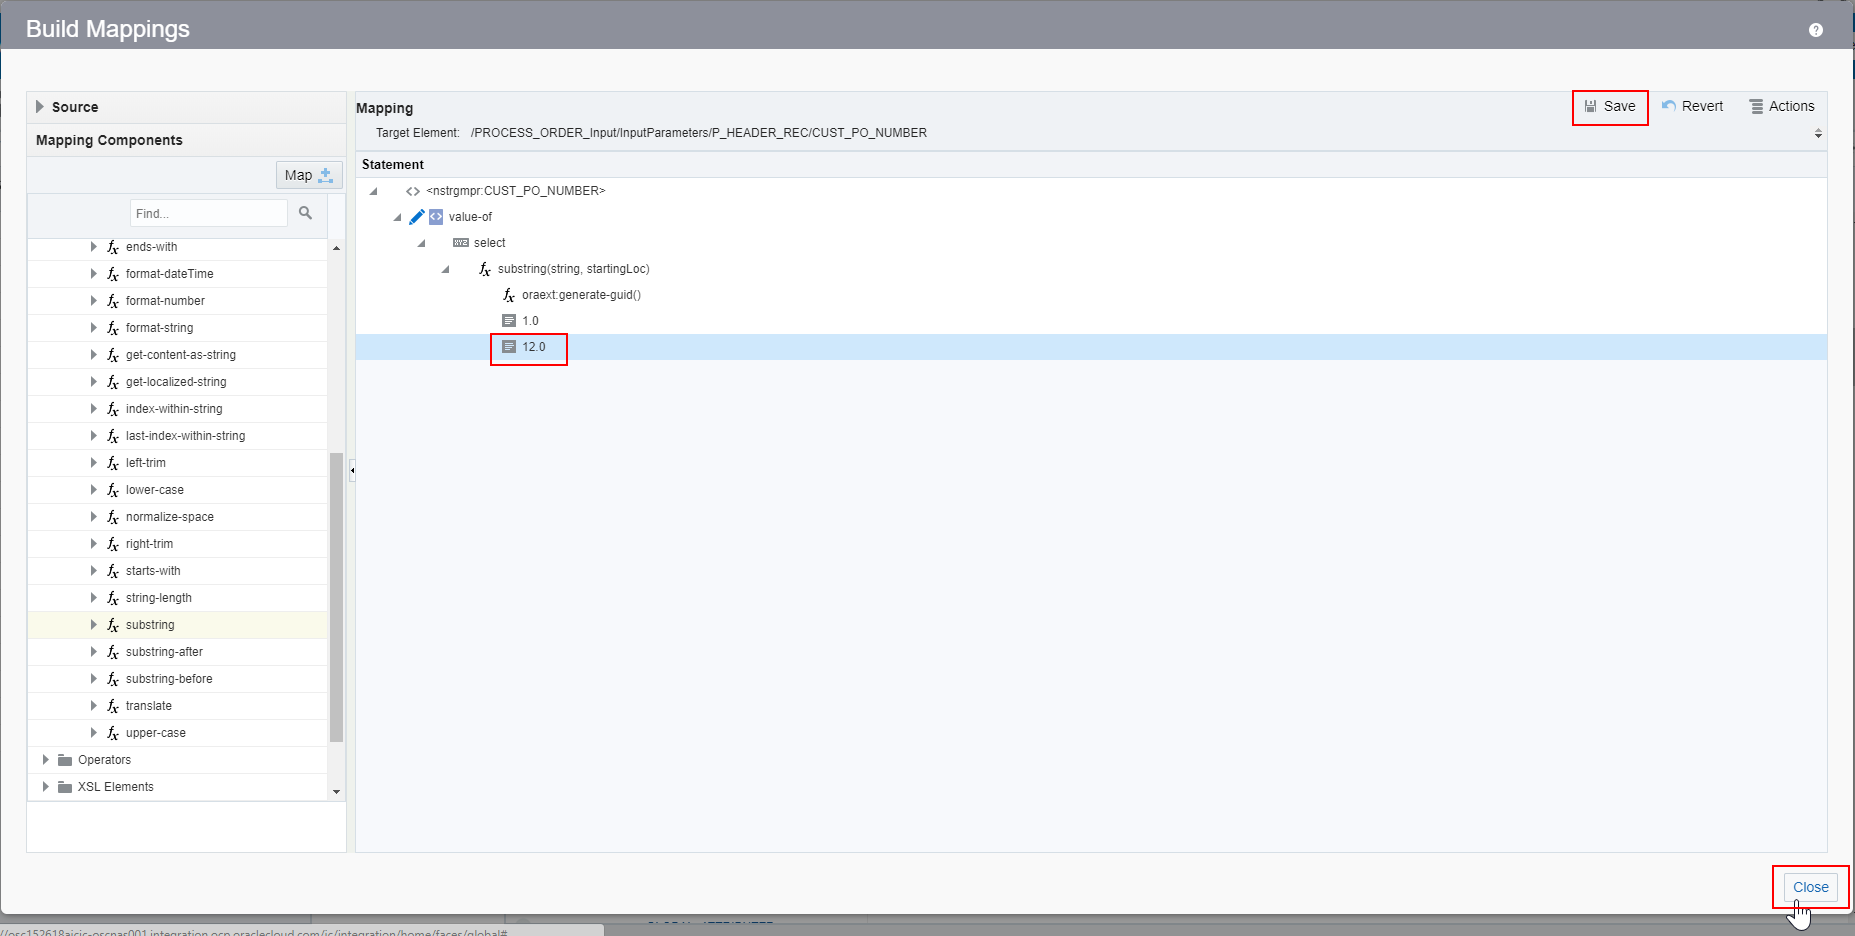 Build Mappings
?
Source
Mapping Components
Map
Find...
ends-with
format-dateTime
format-number
format-string
get-content-as-string
get-localized-string
index-within-string
last-index-within-string
left-trim
lower-case
normalize-space
right-trim
starts-with
string-length
substring
substring-after
substring-before
translate
upper-case
Operators
XSL Elements
Mapping
Save
Revert
Actions
Target Element: /PROCESS_ORDER_Input/InputParameters/P_HEADER_REC/CUST_PO_NUMBER
Statement
<> <nstrgmpr:CUST_PO_NUMBER>
<> value-of
XYZ select
fx substring(string, startingLoc)
fx oraext:generate-guid()
1.0
12.0
Close